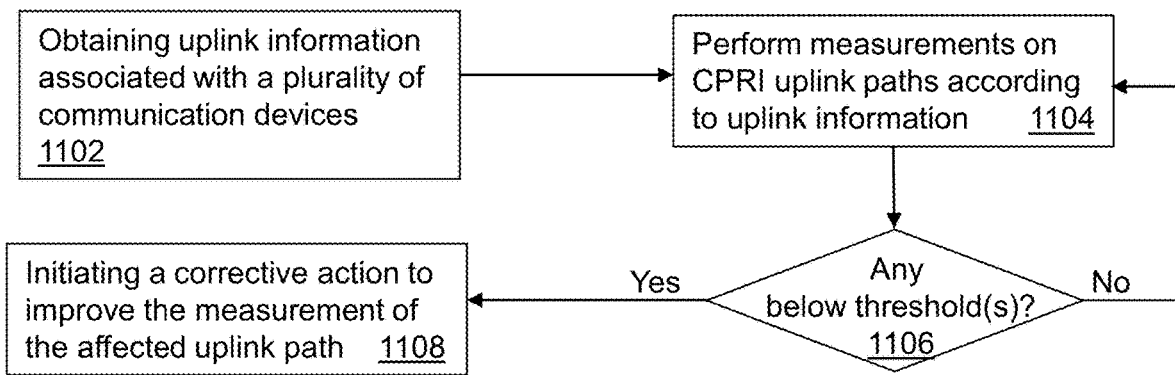 Obtaining uplink information
associated with a plurality of
communication devices
1102
Perform measurements on
CPRI uplink paths according
to uplink information 1104
Any
below threshold(s)?
1106
Yes
No
Initiating a corrective action to
improve the measurement of
the affected uplink path 1108